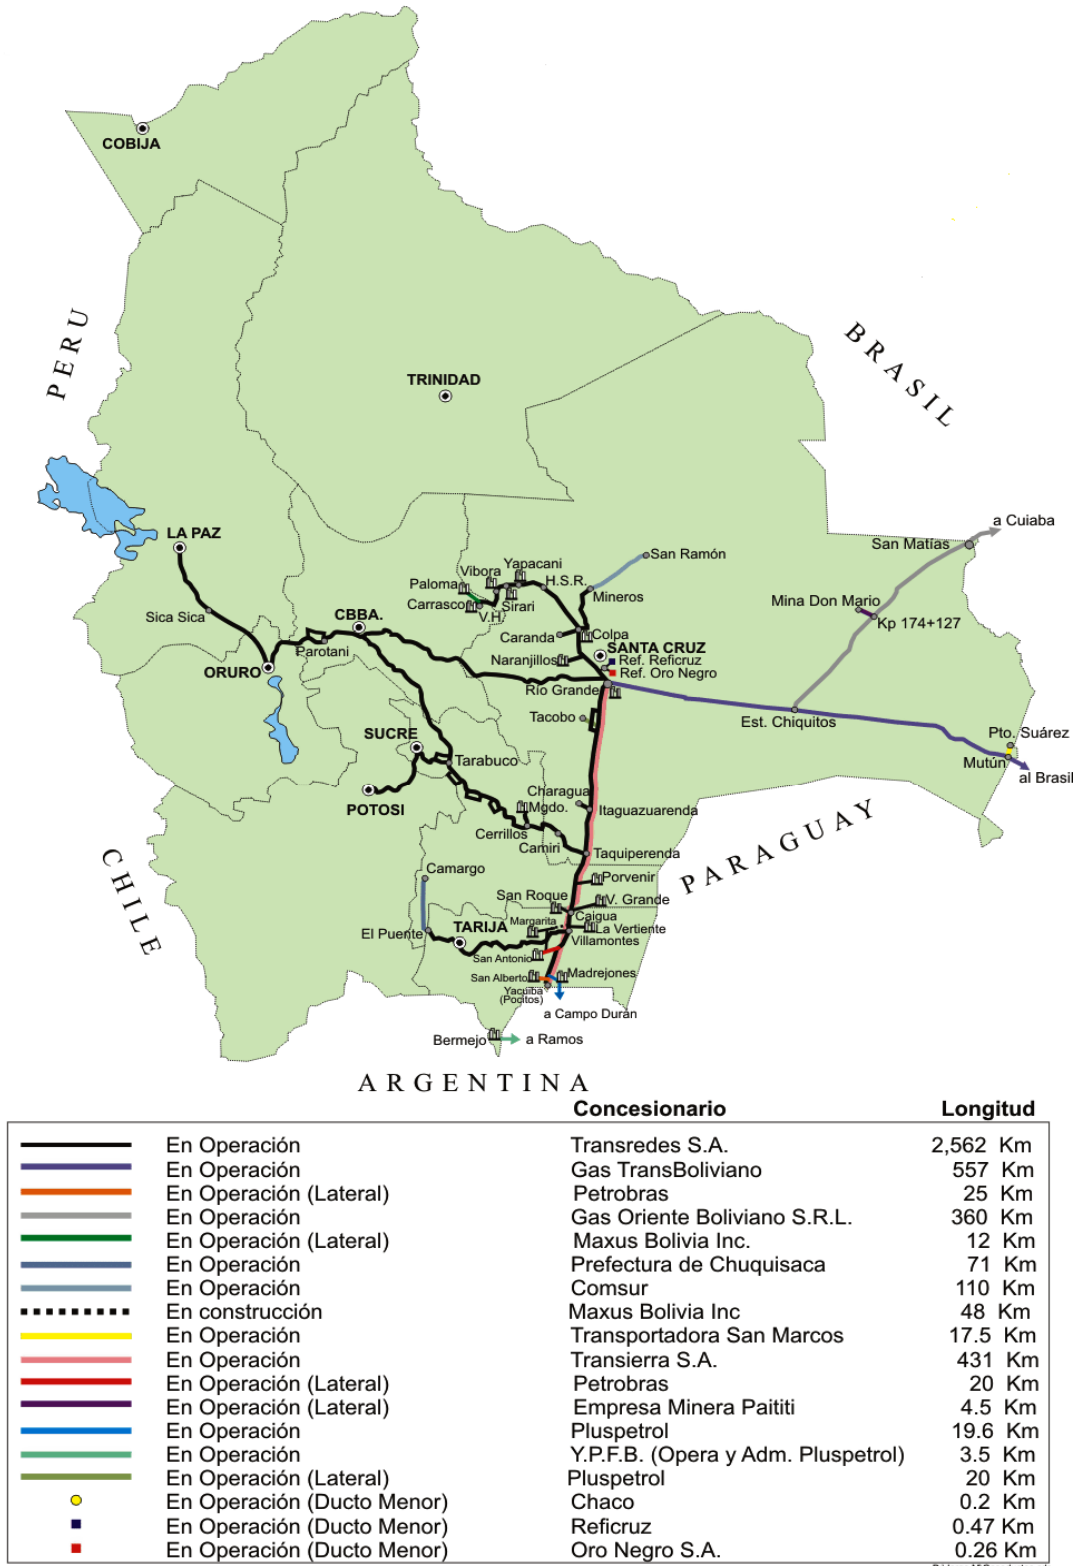 COBIJA
PERU
BRASIL
TRINIDAD
a Cuiaba
San Matías
LA PAZ
San Ramón
Yapacani
Vibora
Paloma
H.S.R.
Carrasco
Sirari
V.H.
Mineros
Mina Don Mario
Kp 174+127
Sica Sica
CBBA.
Caranda
Colpa
Parotani
SANTA CRUZ
Naranjillos
Ref. Reficruz
Ref. Oro Negro
ORURO
Río Grande
Tacobo
Est. Chiquitos
Pto. Suárez
SUCRE
Tarabuco
Mutún
al Brasil
POTOSI
Charagua
Mgdo.
Itaguazuarenda
PARAGUAY
Cerrillos
Camiri
Taquiperenda
CHILE
Camargo
Porvenir
San Roque
V. Grande
Margarita
Caigua
La Vertiente
El Puente
TARIJA
Villamontes
San Antonio
San Alberto
Madrejones
Yacuiba
(Pocitos)
a Campo Duran
Bermejo
a Ramos
ARGENTINA
Concesionario Longitud
En Operación Transredes S.A. 2,562 Km
En Operación Gas TransBoliviano 557 Km
En Operación (Lateral) Petrobras 25 Km
En Operación Gas Oriente Boliviano S.R.L. 360 Km
En Operación (Lateral) Maxus Bolivia Inc. 12 Km
En Operación Prefectura de Chuquisaca 71 Km
En Operación Comsur 110 Km
En construcción Maxus Bolivia Inc 48 Km
En Operación Transportadora San Marcos 17.5 Km
En Operación Transierra S.A. 431 Km
En Operación (Lateral) Petrobras 20 Km
En Operación (Lateral) Empresa Minera Paititi 4.5 Km
En Operación Pluspetrol 19.6 Km
En Operación Y.P.F.B. (Opera y Adm. Pluspetrol) 3.5 Km
En Operación (Lateral) Pluspetrol 20 Km
En Operación (Ducto Menor) Chaco 0.2 Km
En Operación (Ducto Menor) Reficruz 0.47 Km
En Operación (Ducto Menor) Oro Negro S.A. 0.26 Km